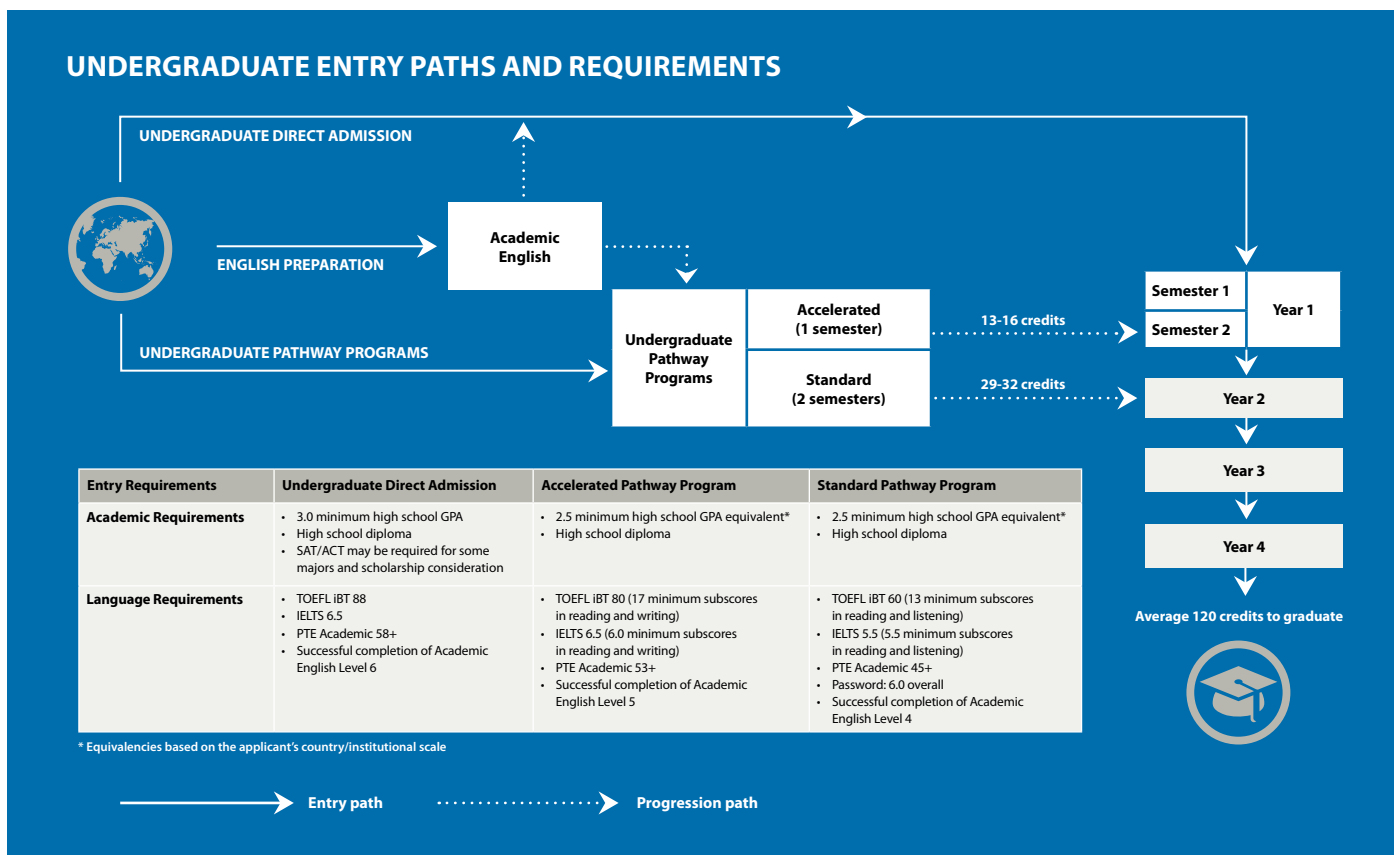 UNDERGRADUATE ENTRY PATHS AND REQUIREMENTS
UNDERGRADUATE DIRECT ADMISSION
Academic
English
ENGLISH PREPARATION
UNDERGRADUATE PATHWAY PROGRAMS
Undergraduate
Pathway
Programs
Accelerated
(1 semester)
Standard
(2 semesters)
13-16 credits
29-32 credits
Semester 1
Semester 2
Year 1
Year 2
Year 3
Year 4
Average 120 credits to graduate
Entry Requirements
Undergraduate Direct Admission
Accelerated Pathway Program
Standard Pathway Program
Academic Requirements
• 3.0 minimum high school GPA
• High school diploma
• SAT/ACT may be required for some
majors and scholarship consideration
• 2.5 minimum high school GPA equivalent*
• High school diploma
• 2.5 minimum high school GPA equivalent*
• High school diploma
Language Requirements
• TOEFL iBT 88
• IELTS 6.5
• PTE Academic 58+
• Successful completion of Academic
English Level 6
• TOEFL iBT 80 (17 minimum subscores
in reading and writing)
• IELTS 6.5 (6.0 minimum subscores
in reading and writing)
• PTE Academic 53+
• Successful completion of Academic
English Level 5
• TOEFL iBT 60 (13 minimum subscores
in reading and listening)
• IELTS 5.5 (5.5 minimum subscores
in reading and listening)
• PTE Academic 45+
• Password: 6.0 overall
• Successful completion of Academic
English Level 4
* Equivalencies based on the applicant's country/institutional scale
Entry path
Progression path